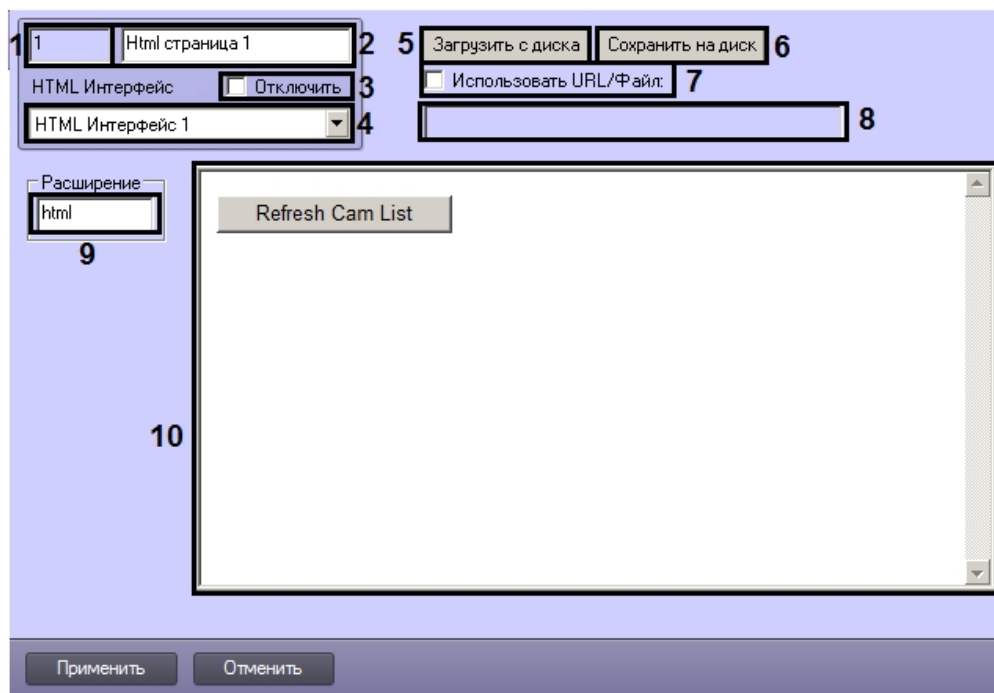 1 1 Html страница 1 2
HTML Интерфейс Отключить 3
HTML Интерфейс 1 4
5 Загрузить с диска Сохранить на диск 6
Использовать URL/Файл: 7
8
Расширение
html
9
Refresh Cam List
10
Применить Отменить